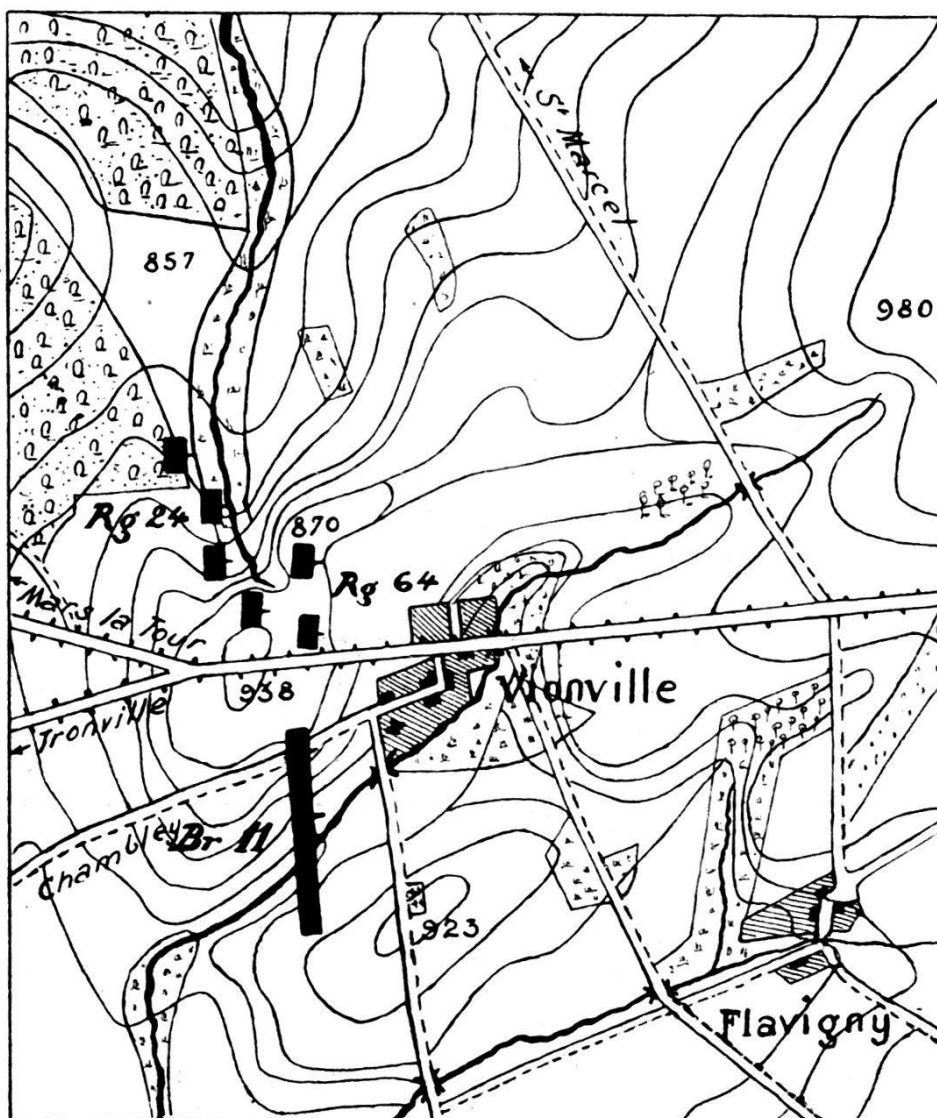 St Marcel
857
980
Rg 24
870
Rg 64
Mars la Tour
Vionville
938
Tronville
Chambley
Br 11
923
Flavigny